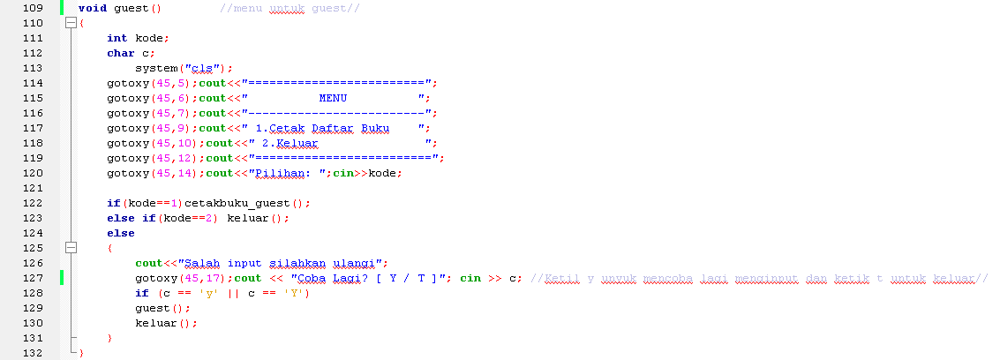 109 void guest() //menu untuk guest//
110 {
111 int kode;
112 char c;
113 system("cls");
114 gotoxy(45,5);cout<<"=========================";
115 gotoxy(45,6);cout<<" MENU ";
116 gotoxy(45,7);cout<<"-------------------------";
117 gotoxy(45,9);cout<<" 1.Cetak Daftar Buku ";
118 gotoxy(45,10);cout<<" 2.Keluar ";
119 gotoxy(45,12);cout<<"=========================";
120 gotoxy(45,14);cout<<"Pilihan: ";cin>>kode;
121
122 if(kode==1)cetakbuku_guest();
123 else if(kode==2) keluar();
124 else
125 {
126 cout<<"Salah input silahkan ulangi";
127 gotoxy(45,17);cout << "Coba Lagi? [ Y / T ]"; cin >> c; //Ketil y unyuk mencoba lagi menginput dan ketik t untuk keluar//
128 if (c == 'y' || c == 'Y')
129 guest();
130 keluar();
131 }
132 }